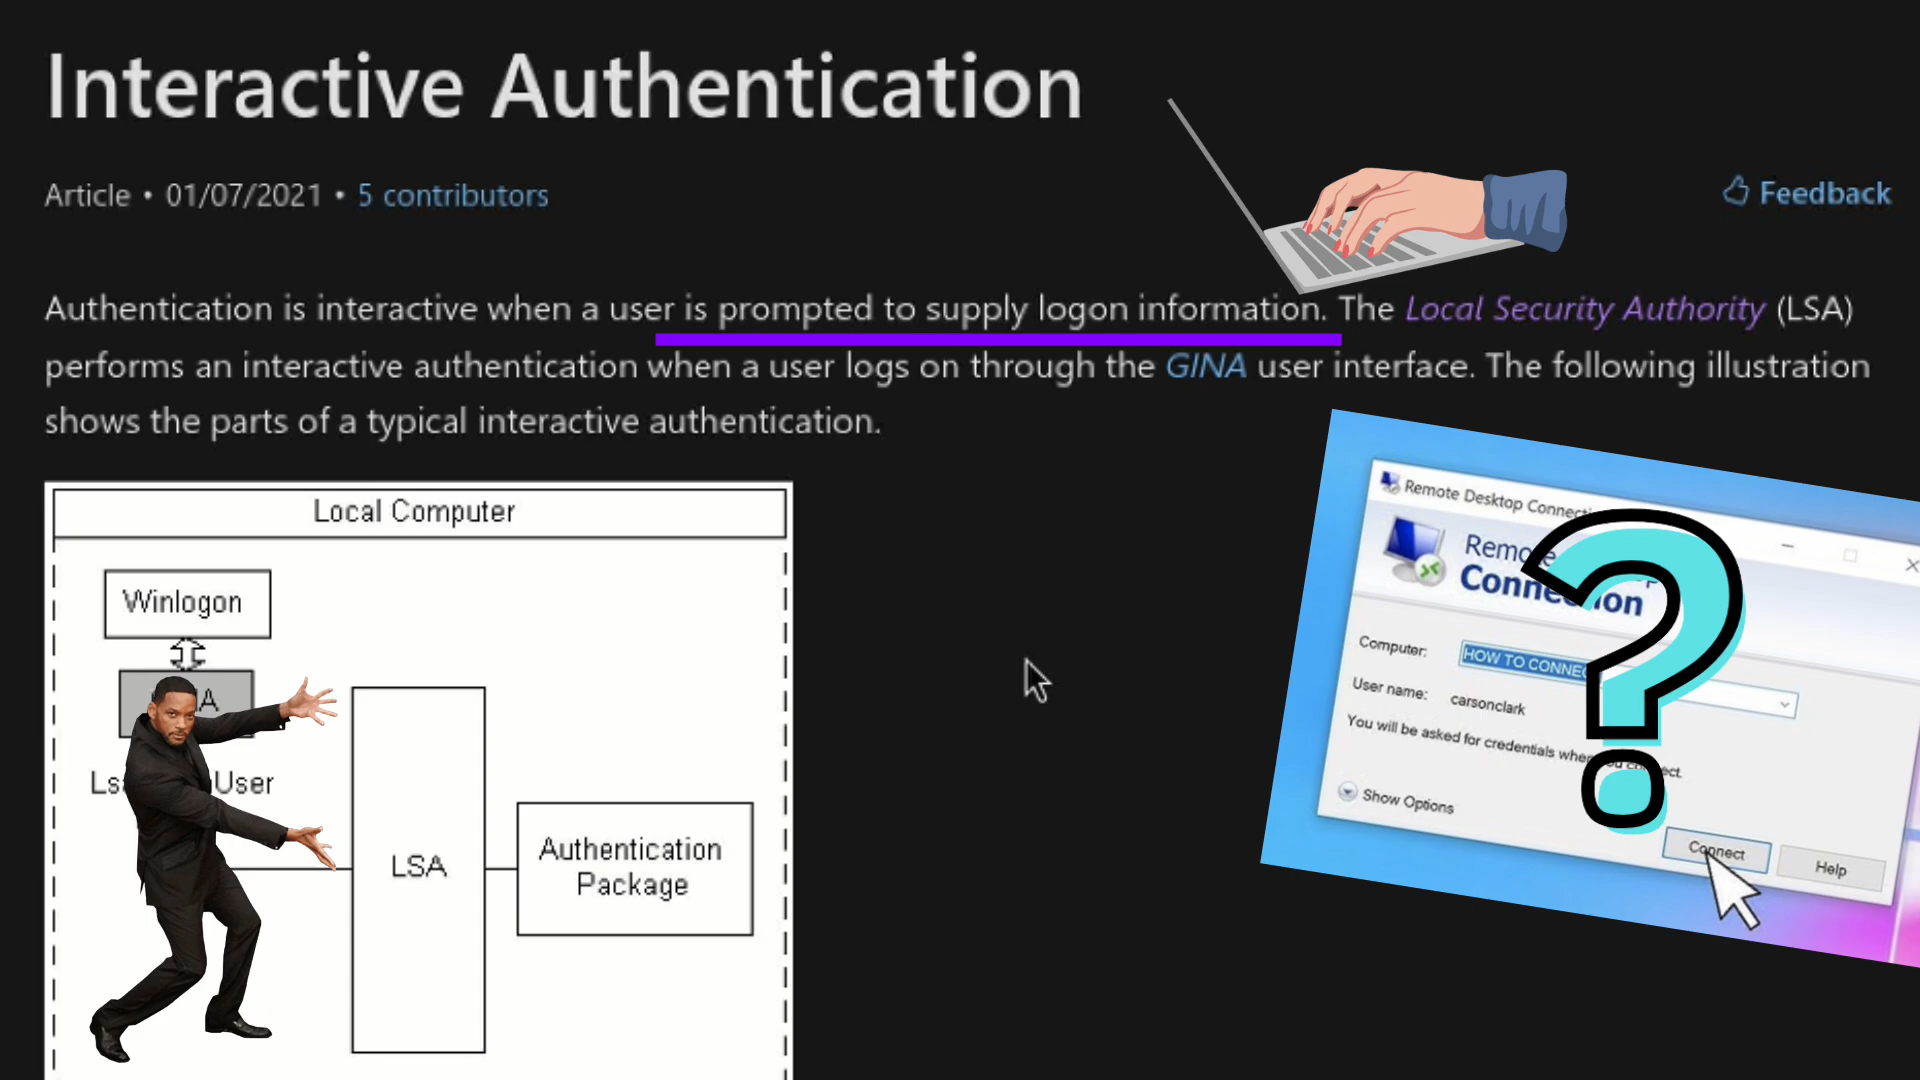 Interactive Authentication
Article • 01/07/2021 • 5 contributors
Feedback
Authentication is interactive when a user is prompted to supply logon information. The Local Security Authority (LSA)
performs an interactive authentication when a user logs on through the GINA user interface. The following illustration
shows the parts of a typical interactive authentication.
Local Computer
Winlogon
User
LSA
Authentication
Package
Remote Desktop
Connection
Computer:
HOW TO
User name: carsonclark
You will be asked for credentials when
Show Options
Connect
Help